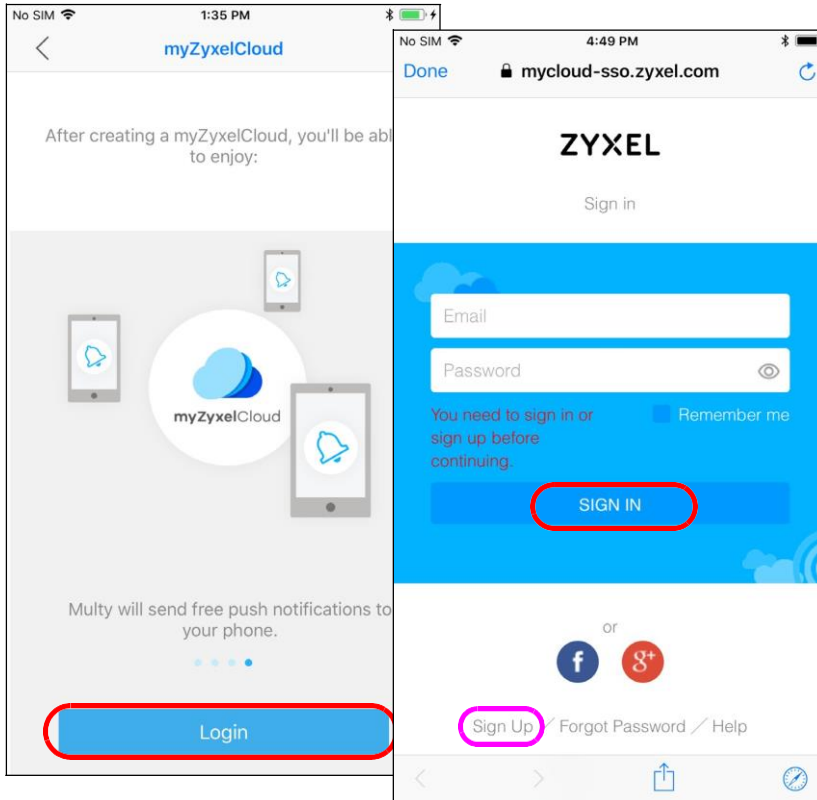 No SIM 1:35 PM
myZyxelCloud
After creating a myZyxelCloud, you'll be abl
to enjoy:
myZyxelCloud
Multy will send free push notifications to
your phone.
Login
No SIM 4:49 PM
Done mycloud-sso.zyxel.com
ZYXEL
Sign in
Email
Password
You need to sign in or
sign up before
continuing.
Remember me
SIGN IN
or
f g+
Sign Up / Forgot Password / Help